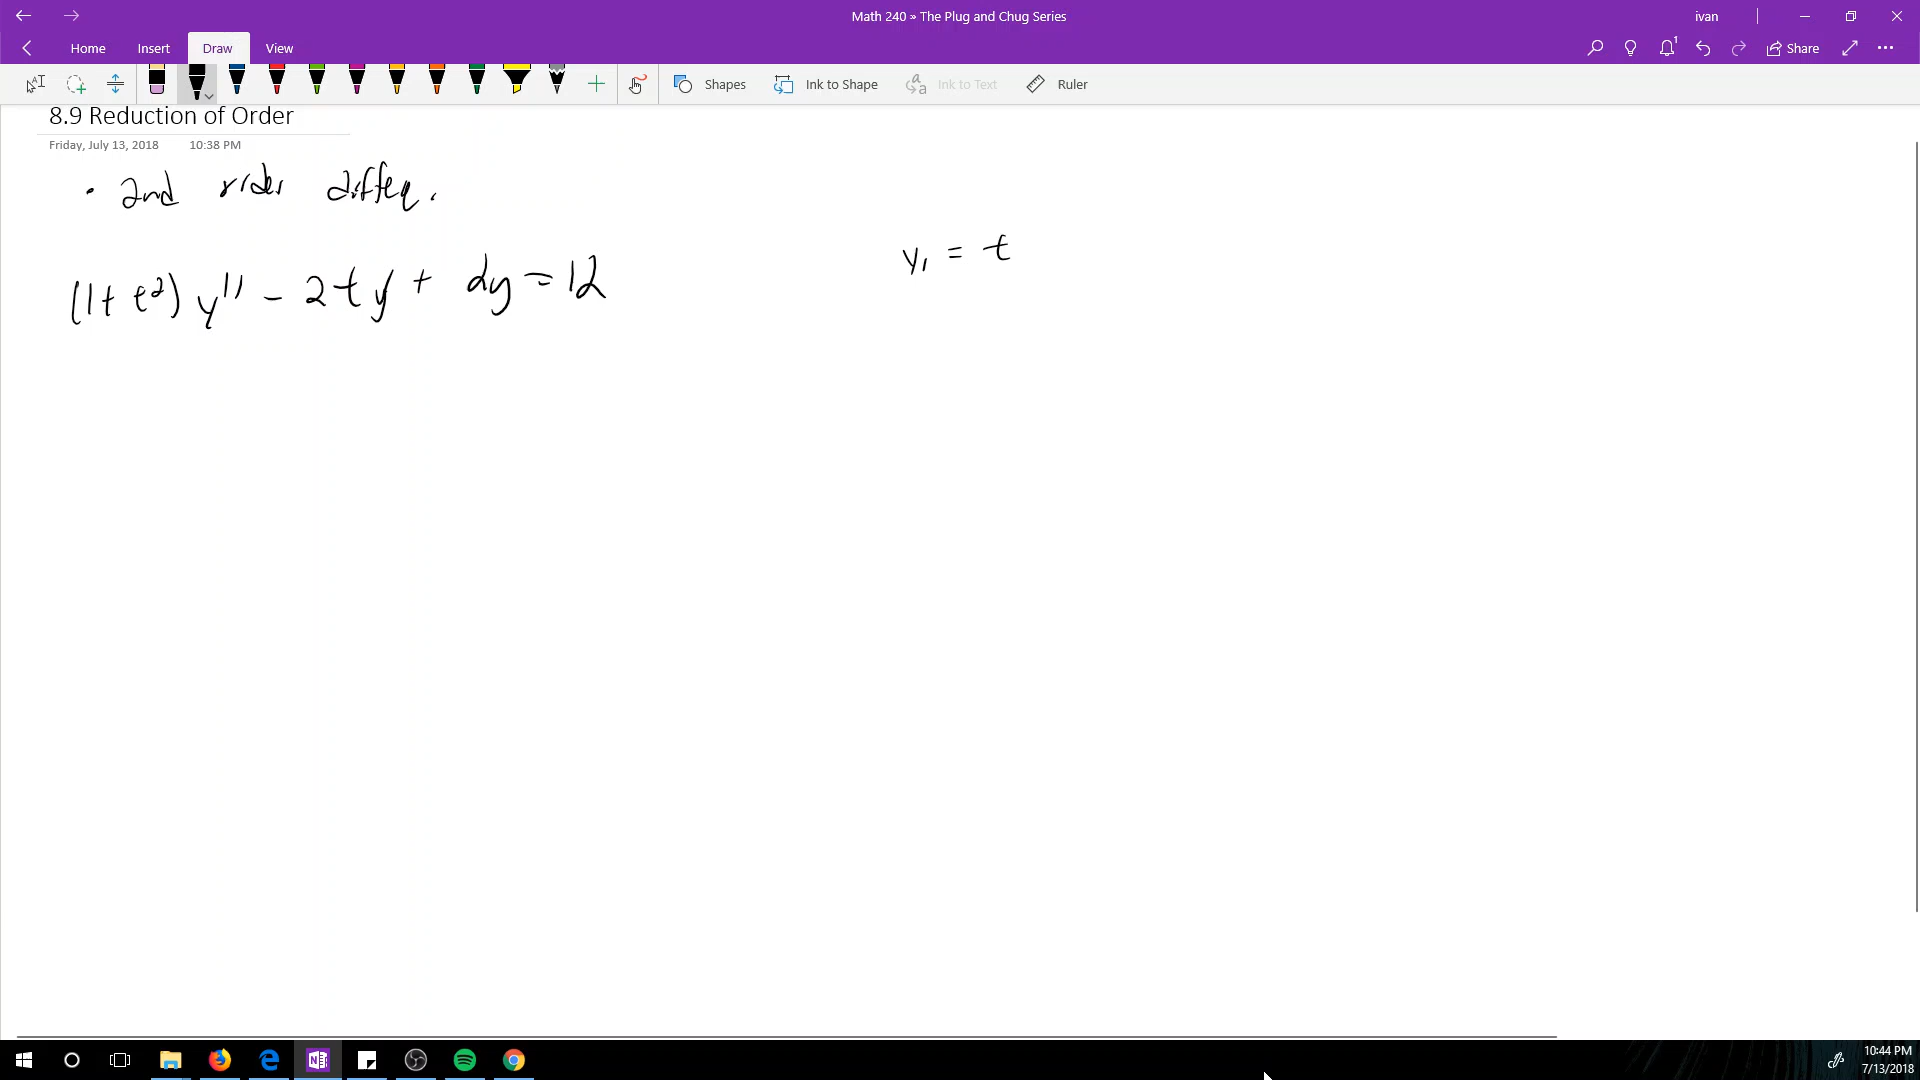 Math 240 » The Plug and Chug Series
ivan
Home Insert Draw View
1
Share
Shapes Ink to Shape Ink to Text Ruler
8.9 Reduction of Order
Friday, July 13, 2018 10:38 PM
• 2nd order diffeq.
y₁ = t
(1+t²) y'' - 2ty' + 2y = 12
10:44 PM
7/13/2018